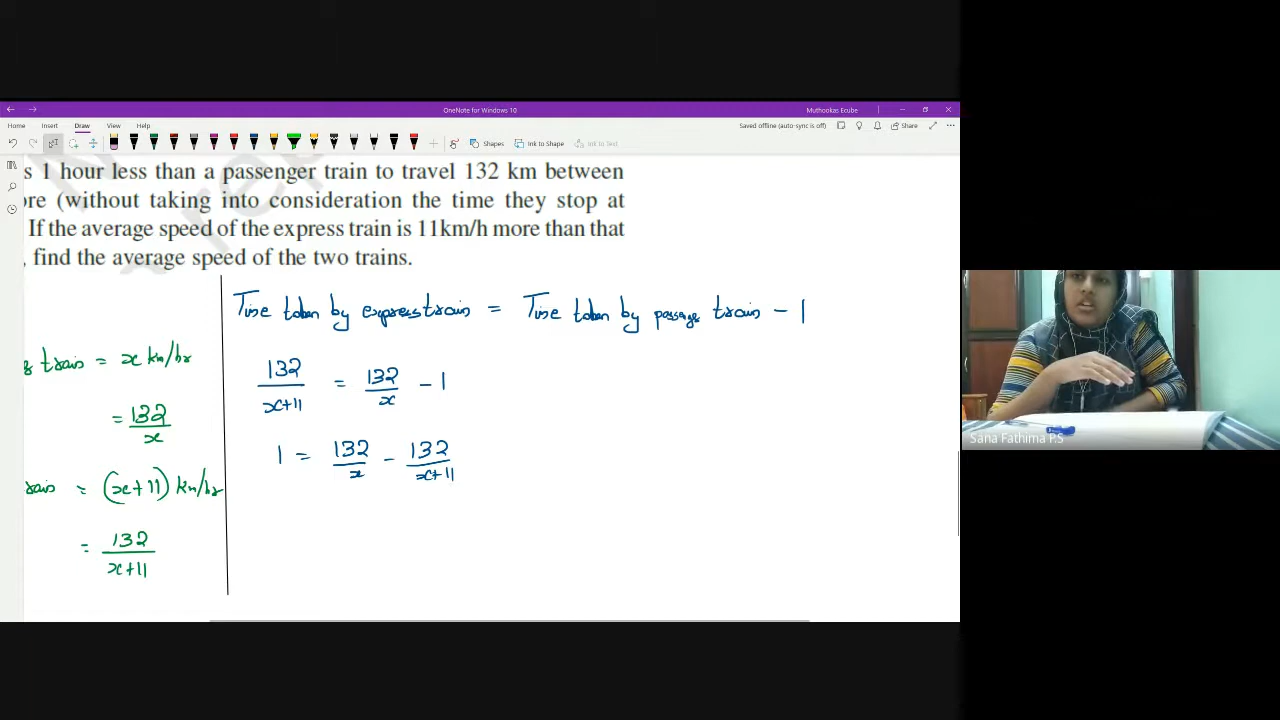 OneNote for Windows 10
Muthookas Ecube
Home Insert Draw View Help
Saved offline (auto-sync is off)
Share
Shapes
Ink to Shape
Ink to Text
s 1 hour less than a passenger train to travel 132 km between
ore (without taking into consideration the time they stop at
If the average speed of the express train is 11km/h more than that
, find the average speed of the two trains.
train = x km/hr
= 132/x
rain = (x+11) km/hr
= 132/x+11
Time taken by express train = Time taken by passage train - 1
132/x+11 = 132/x - 1
1 = 132/x - 132/x+11
Sana Fathima P.S